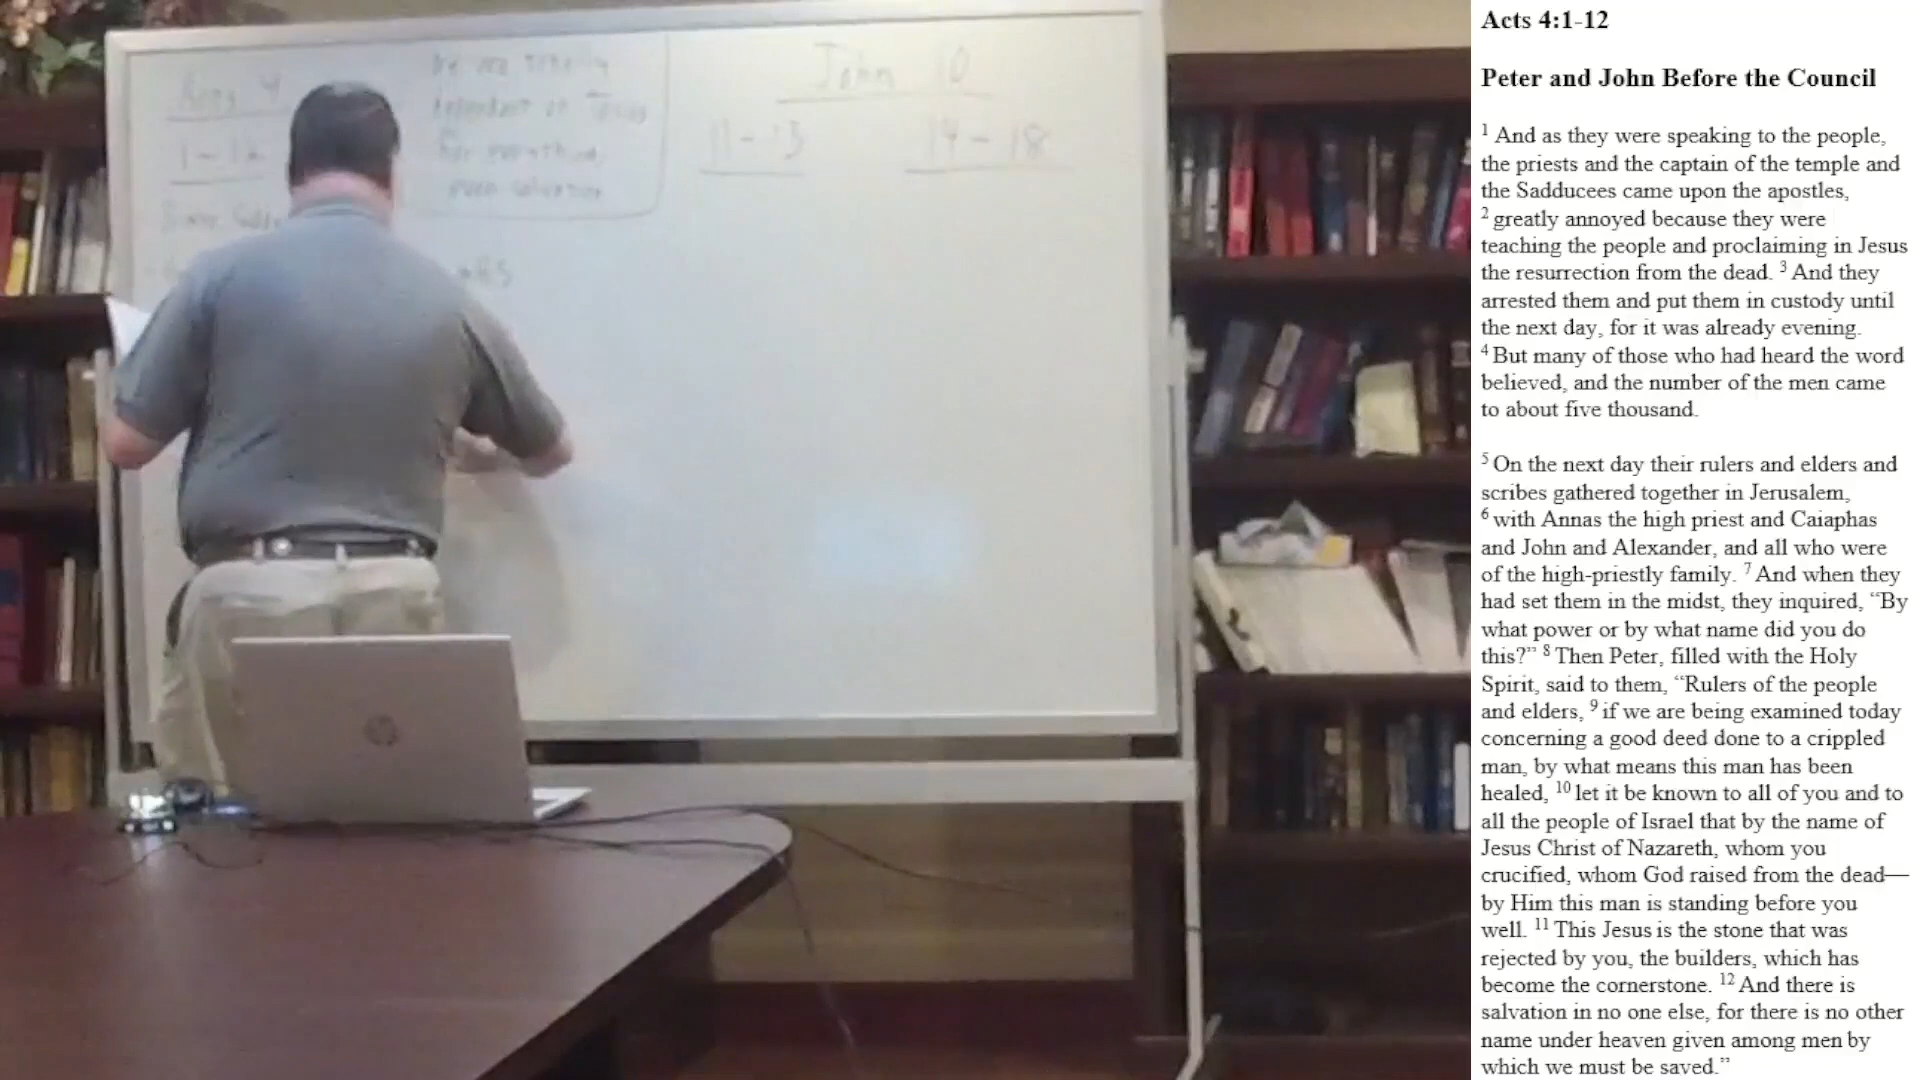 Acts 4
1-12
We are totally
dependent on Jesus
for everything,
even salvation
John 10
11-13
14-18
Acts 4:1-12
Peter and John Before the Council
1 And as they were speaking to the people,
the priests and the captain of the temple and
the Sadducees came upon the apostles,
2 greatly annoyed because they were
teaching the people and proclaiming in Jesus
the resurrection from the dead. 3 And they
arrested them and put them in custody until
the next day, for it was already evening.
4 But many of those who had heard the word
believed, and the number of the men came
to about five thousand.
5 On the next day their rulers and elders and
scribes gathered together in Jerusalem,
6 with Annas the high priest and Caiaphas
and John and Alexander, and all who were
of the high-priestly family. 7 And when they
had set them in the midst, they inquired, “By
what power or by what name did you do
this?” 8 Then Peter, filled with the Holy
Spirit, said to them, “Rulers of the people
and elders, 9 if we are being examined today
concerning a good deed done to a crippled
man, by what means this man has been
healed, 10 let it be known to all of you and to
all the people of Israel that by the name of
Jesus Christ of Nazareth, whom you
crucified, whom God raised from the dead—
by Him this man is standing before you
well. 11 This Jesus is the stone that was
rejected by you, the builders, which has
become the cornerstone. 12 And there is
salvation in no one else, for there is no other
name under heaven given among men by
which we must be saved.”